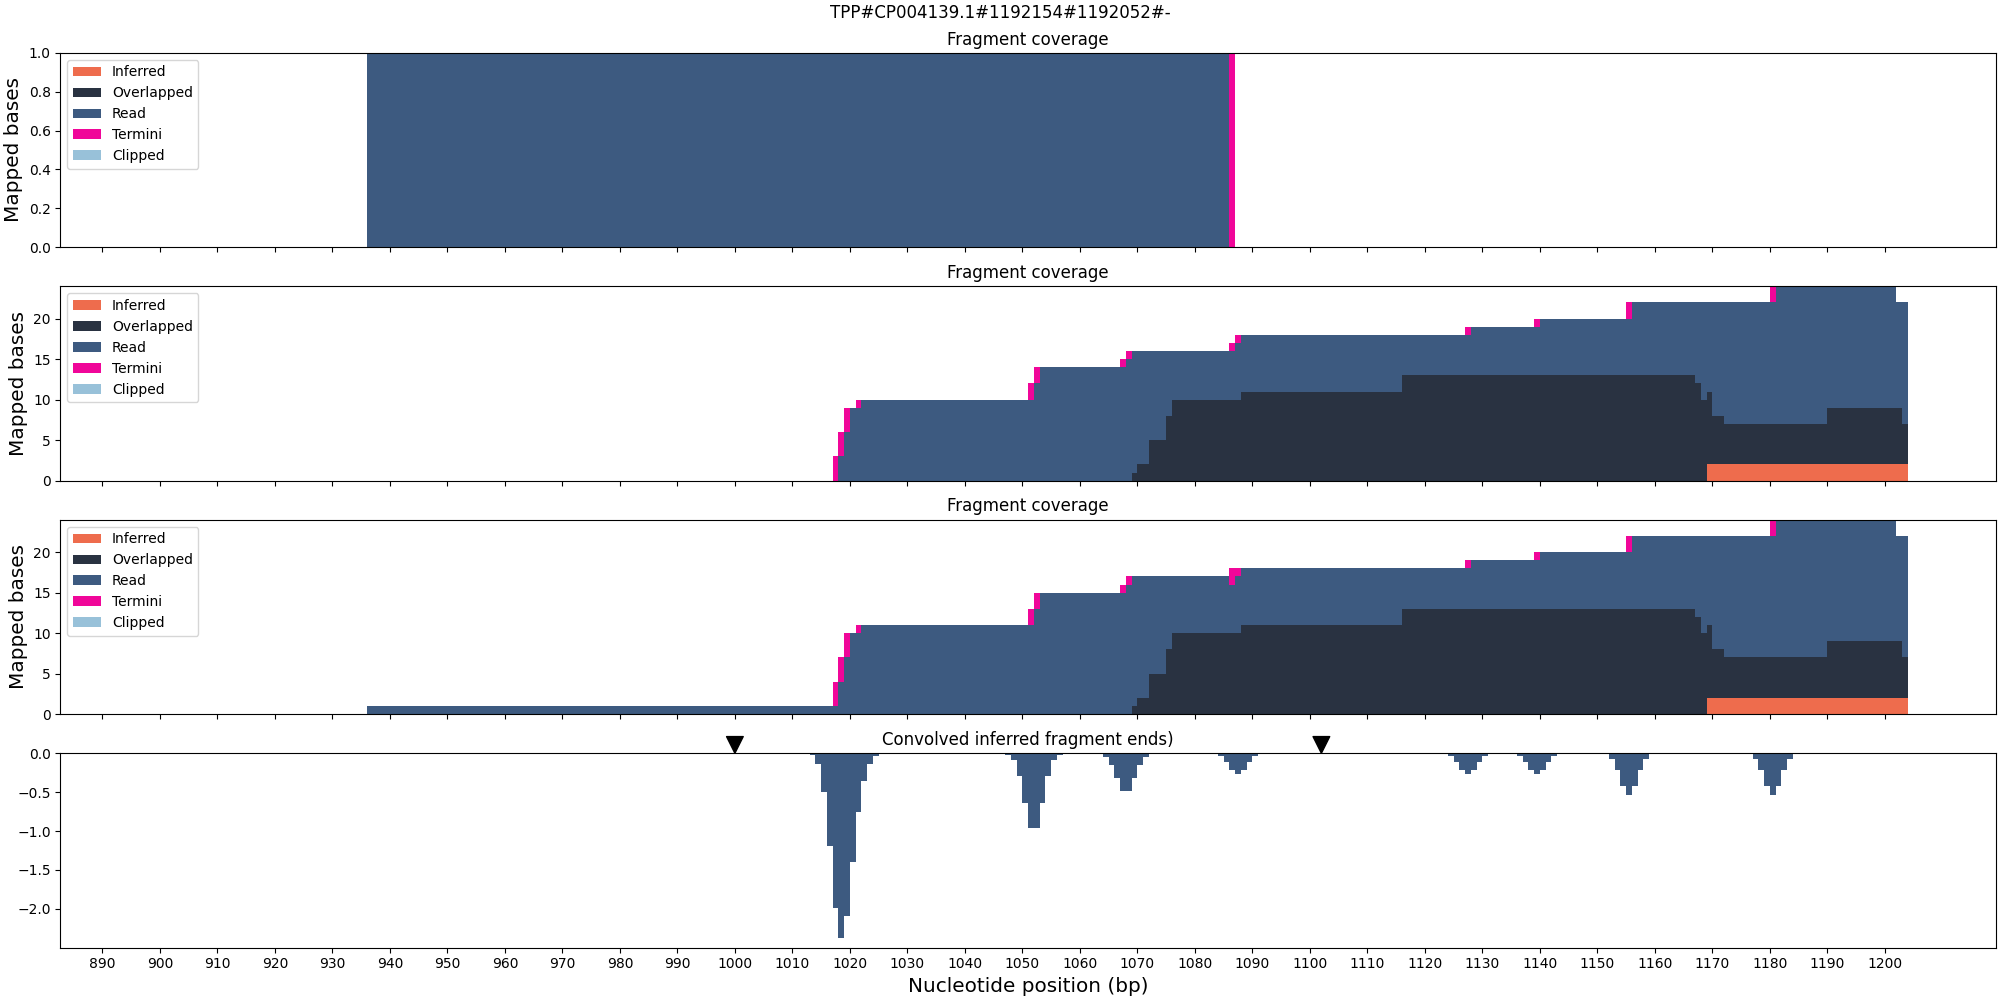 TPP#CP004139.1#1192154#1192052#-
Fragment coverage
Mapped bases
1.0
0.8
0.6
0.4
0.2
0.0
Inferred
Overlapped
Read
Termini
Clipped
Fragment coverage
Mapped bases
20
15
10
5
0
Inferred
Overlapped
Read
Termini
Clipped
Fragment coverage
Mapped bases
20
15
10
5
0
Inferred
Overlapped
Read
Termini
Clipped
Convolved inferred fragment ends)
0.0
−0.5
−1.0
−1.5
−2.0
890 900 910 920 930 940 950 960 970 980 990 1000 1010 1020 1030 1040 1050 1060 1070 1080 1090 1100 1110 1120 1130 1140 1150 1160 1170 1180 1190 1200
Nucleotide position (bp)